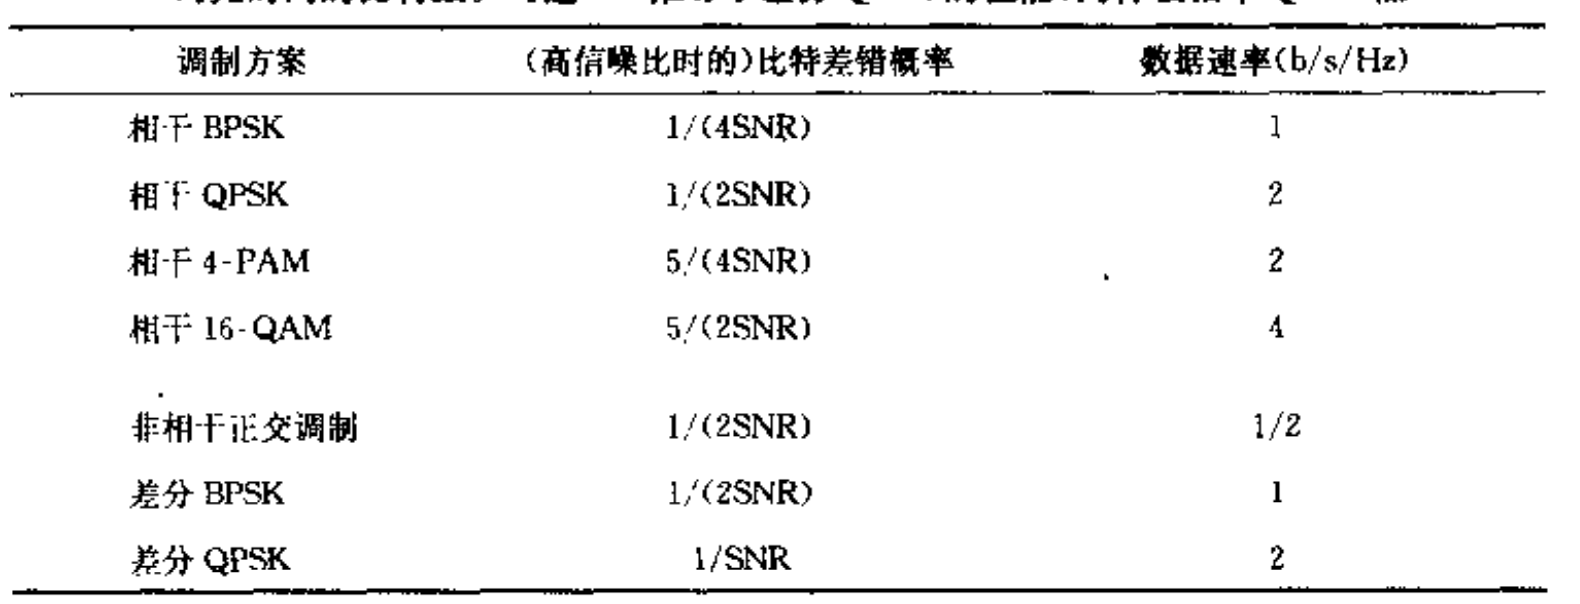 调制方案 (高信噪比时的)比特差错概率 数据速率(b/s/Hz)
相干 BPSK 1/(4SNR) 1
相干 QPSK 1/(2SNR) 2
相干 4-PAM 5/(4SNR) 2
相干 16-QAM 5/(2SNR) 4
非相干正交调制 1/(2SNR) 1/2
差分 BPSK 1/(2SNR) 1
差分 QPSK 1/SNR 2